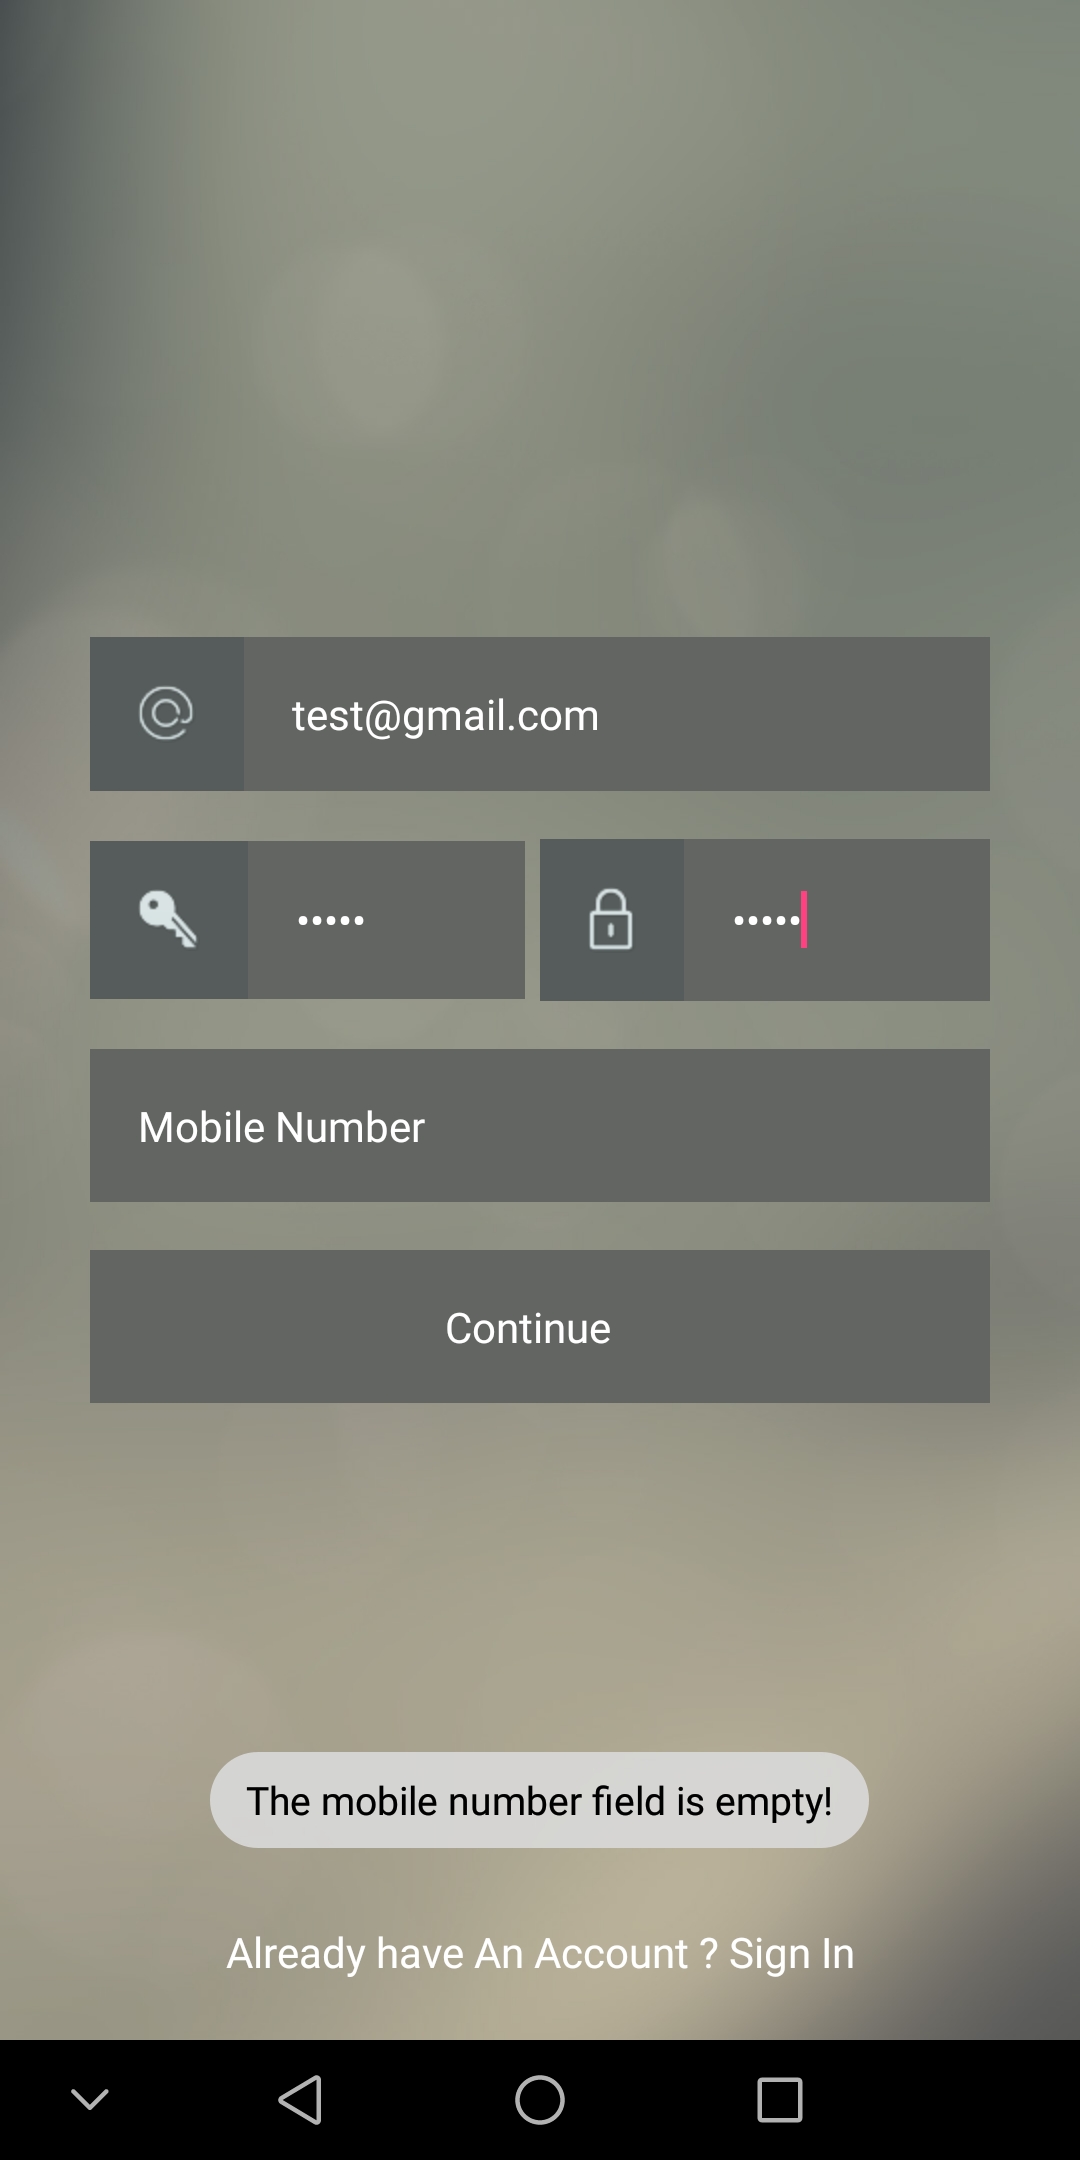 test@gmail.com
••••• •••••
Mobile Number
Continue
The mobile number field is empty!
Already have An Account ? Sign In